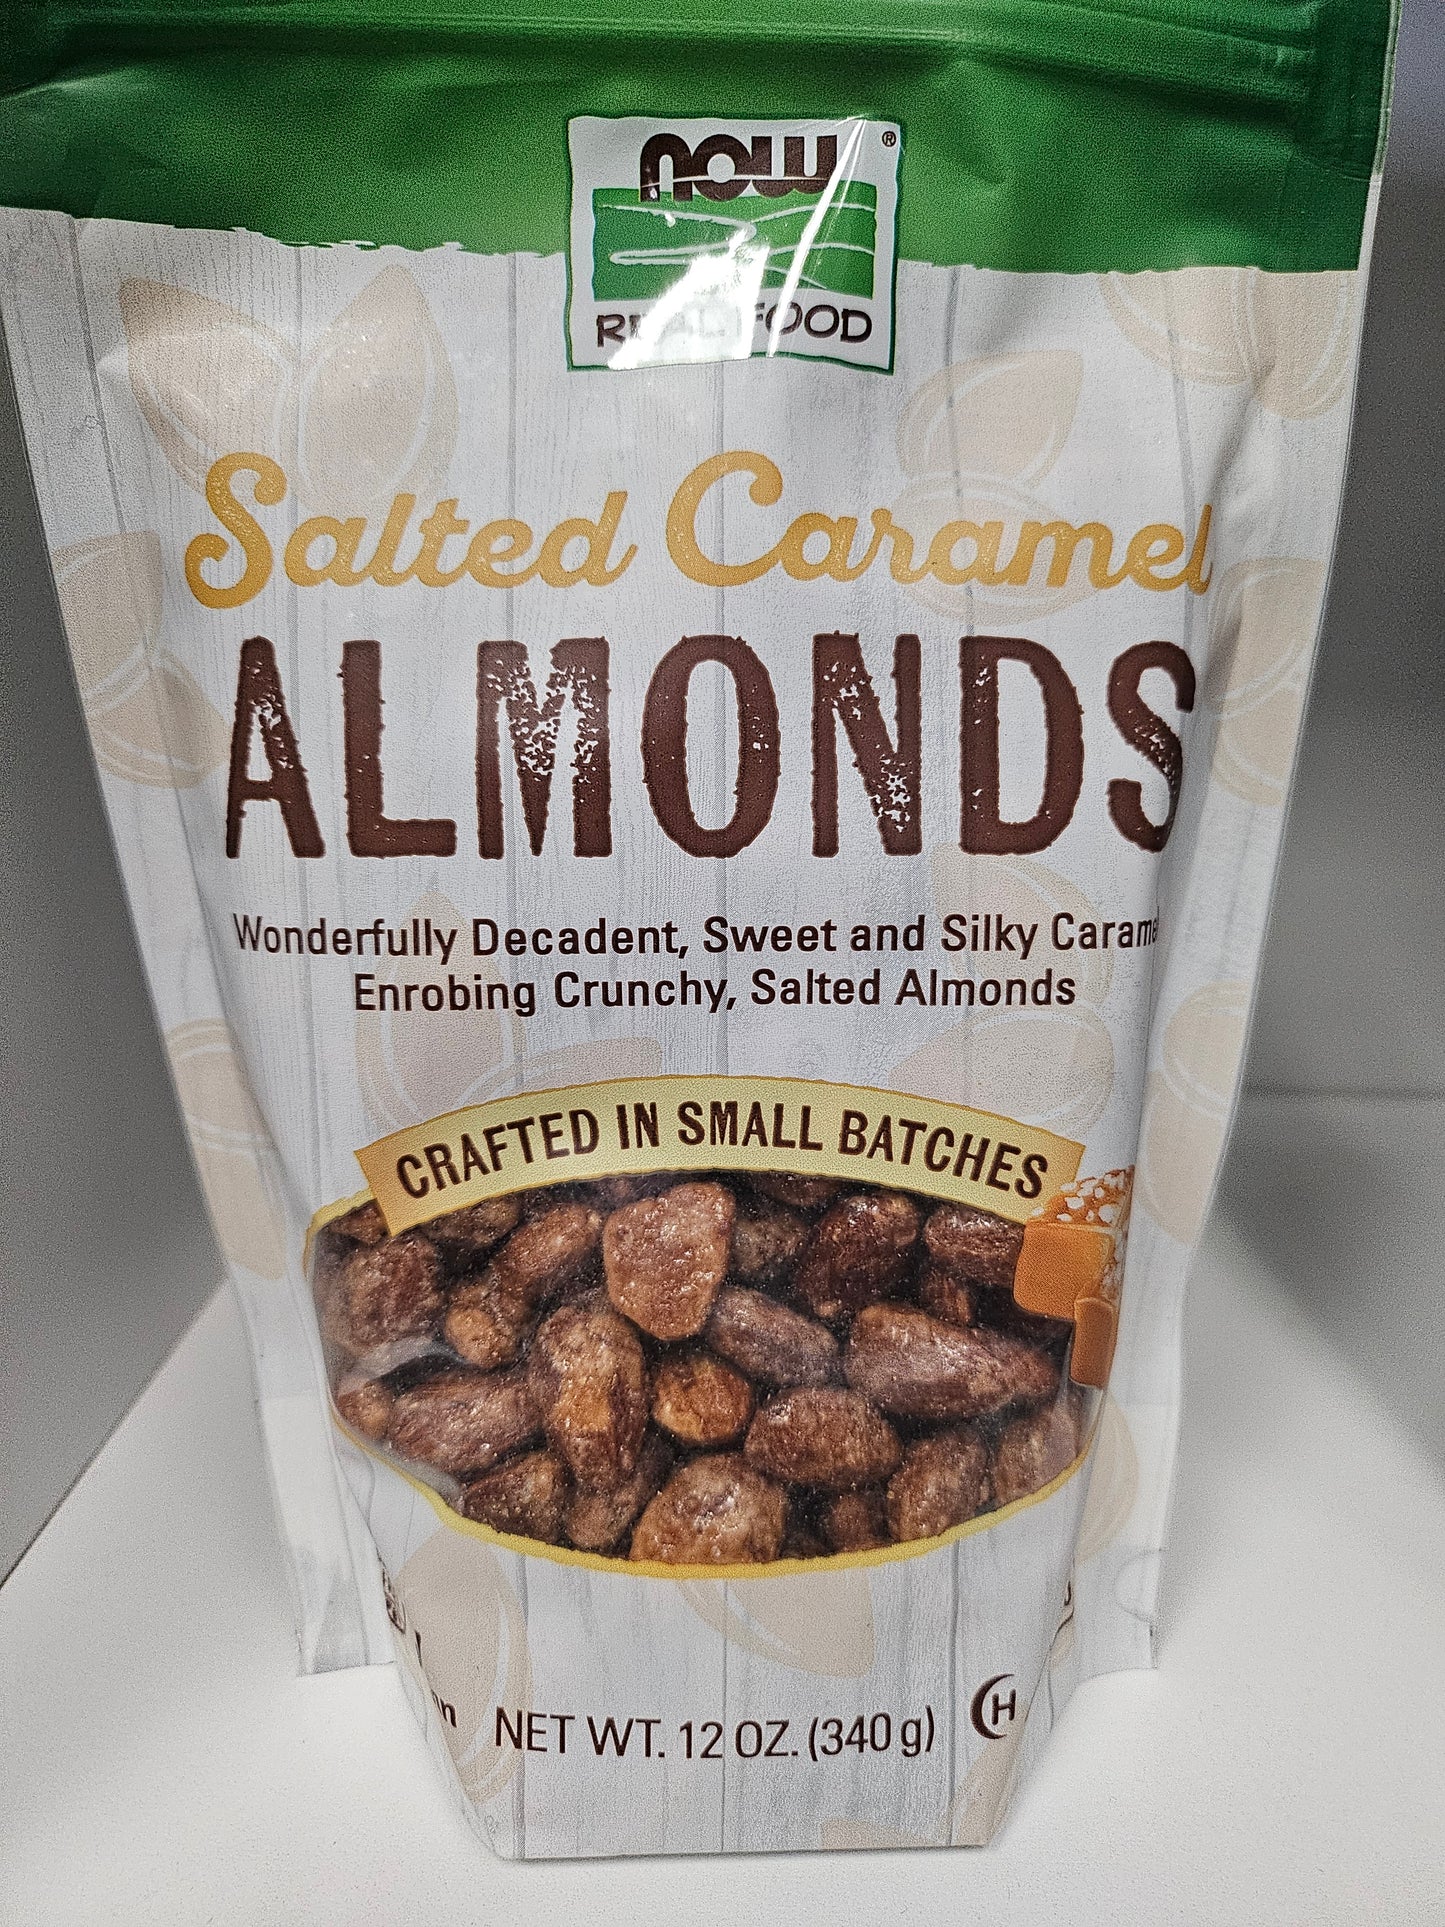 now®
REAL FOOD
Salted Caramel
ALMONDS
Wonderfully Decadent, Sweet and Silky Carame
Enrobing Crunchy, Salted Almonds
CRAFTED IN SMALL BATCHES
NET WT. 12 OZ. (340 g)
H